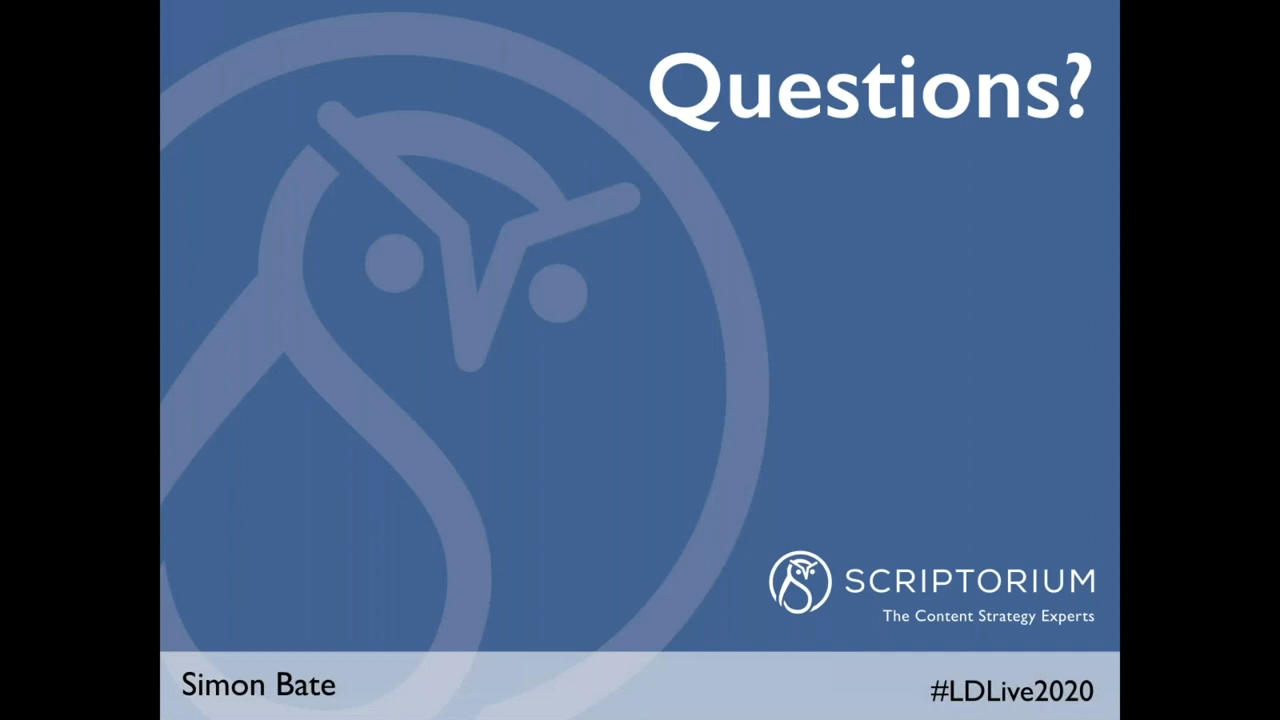 Questions?
SCRIPTORIUM
The Content Strategy Experts
Simon Bate
#LDLive2020